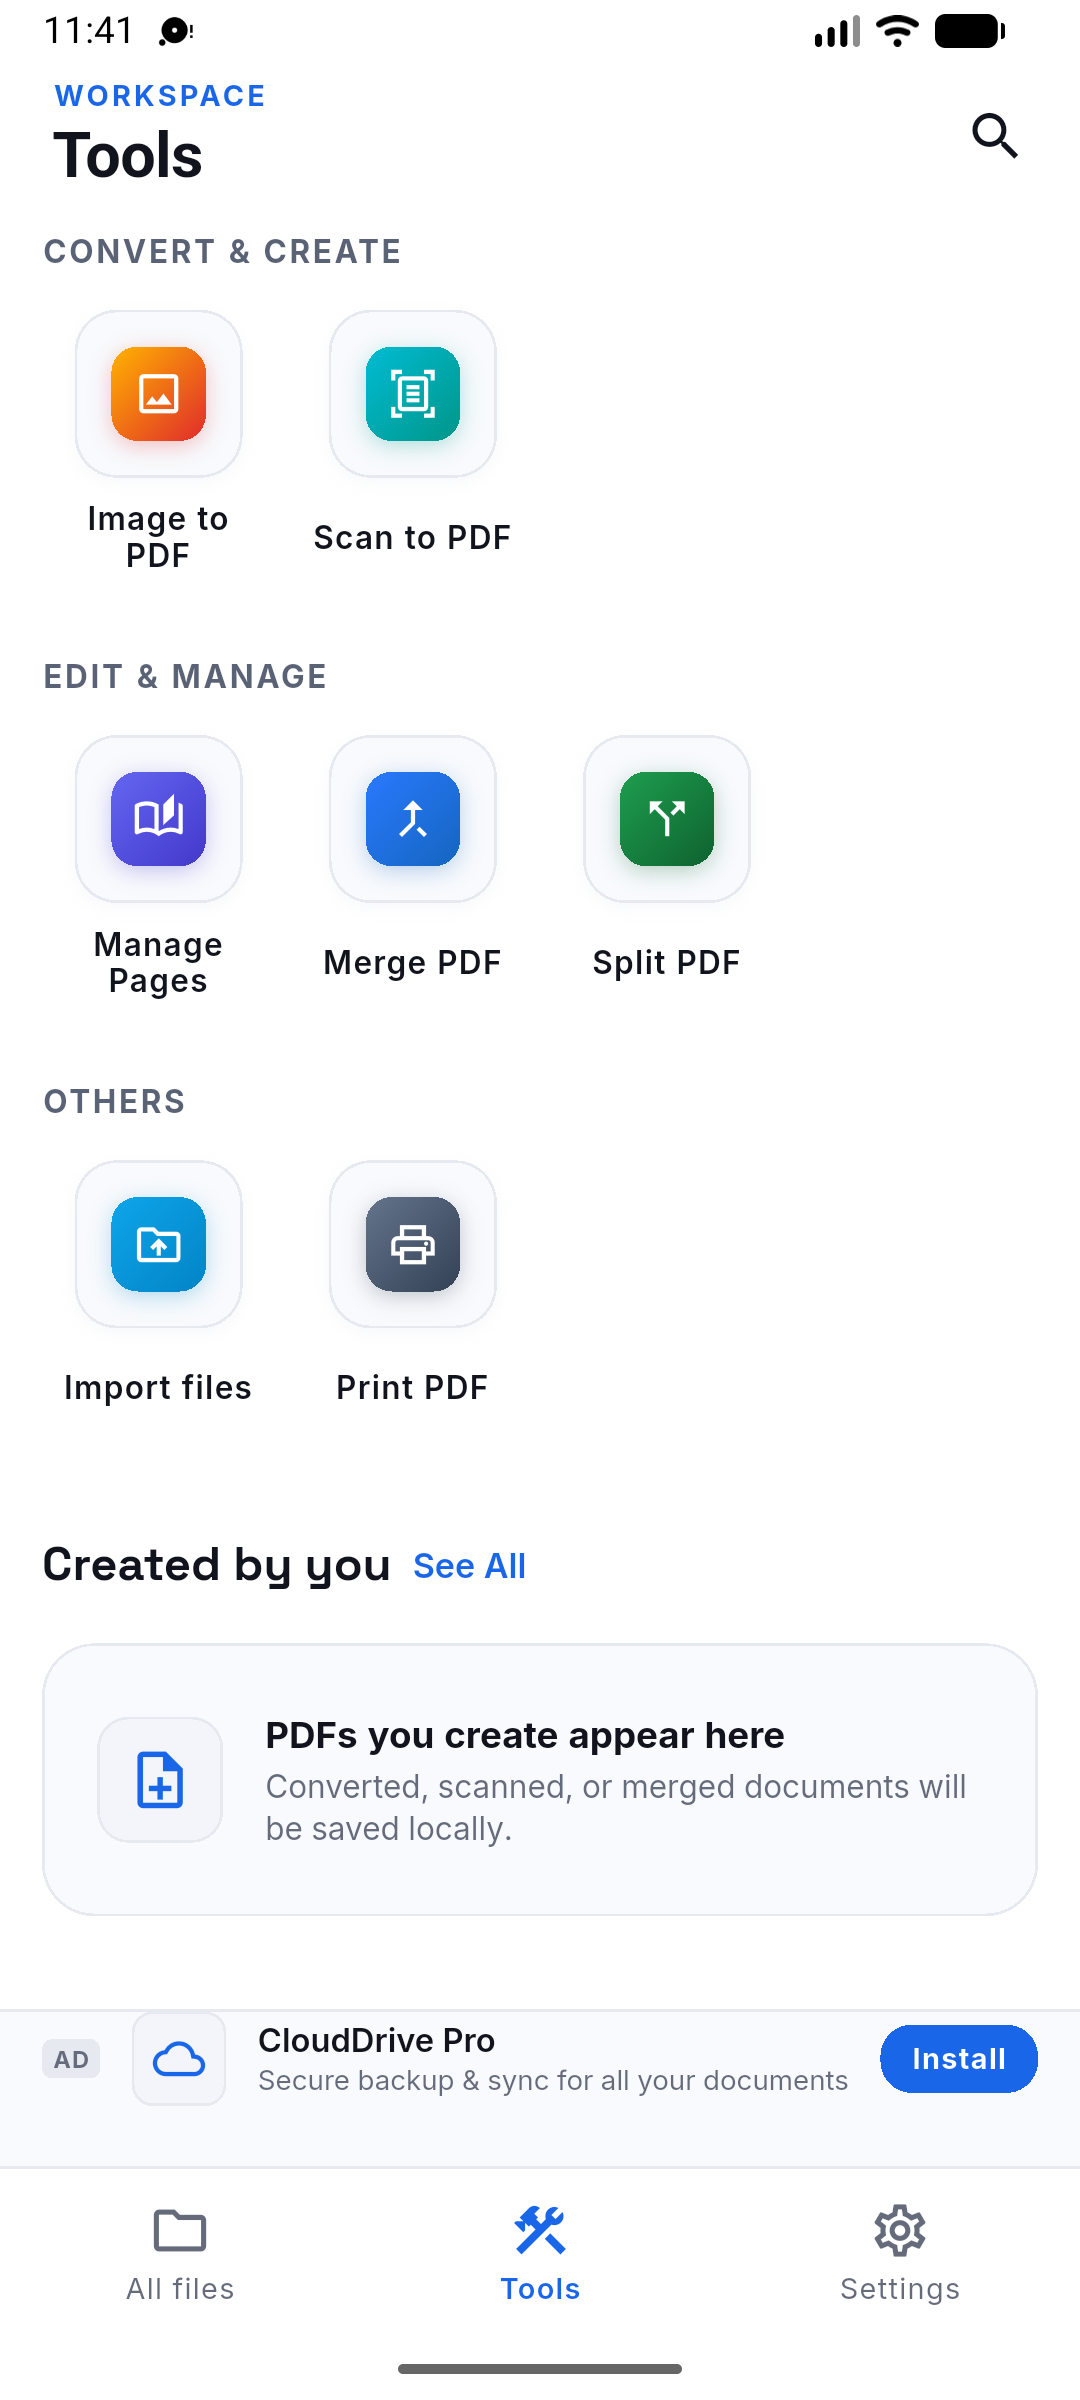 11:41
WORKSPACE
Tools
CONVERT & CREATE
Image to
PDF
Scan to PDF
EDIT & MANAGE
Manage
Pages
Merge PDF
Split PDF
OTHERS
Import files
Print PDF
Created by you See All
PDFs you create appear here
Converted, scanned, or merged documents will
be saved locally.
AD
CloudDrive Pro
Secure backup & sync for all your documents
Install
All files
Tools
Settings